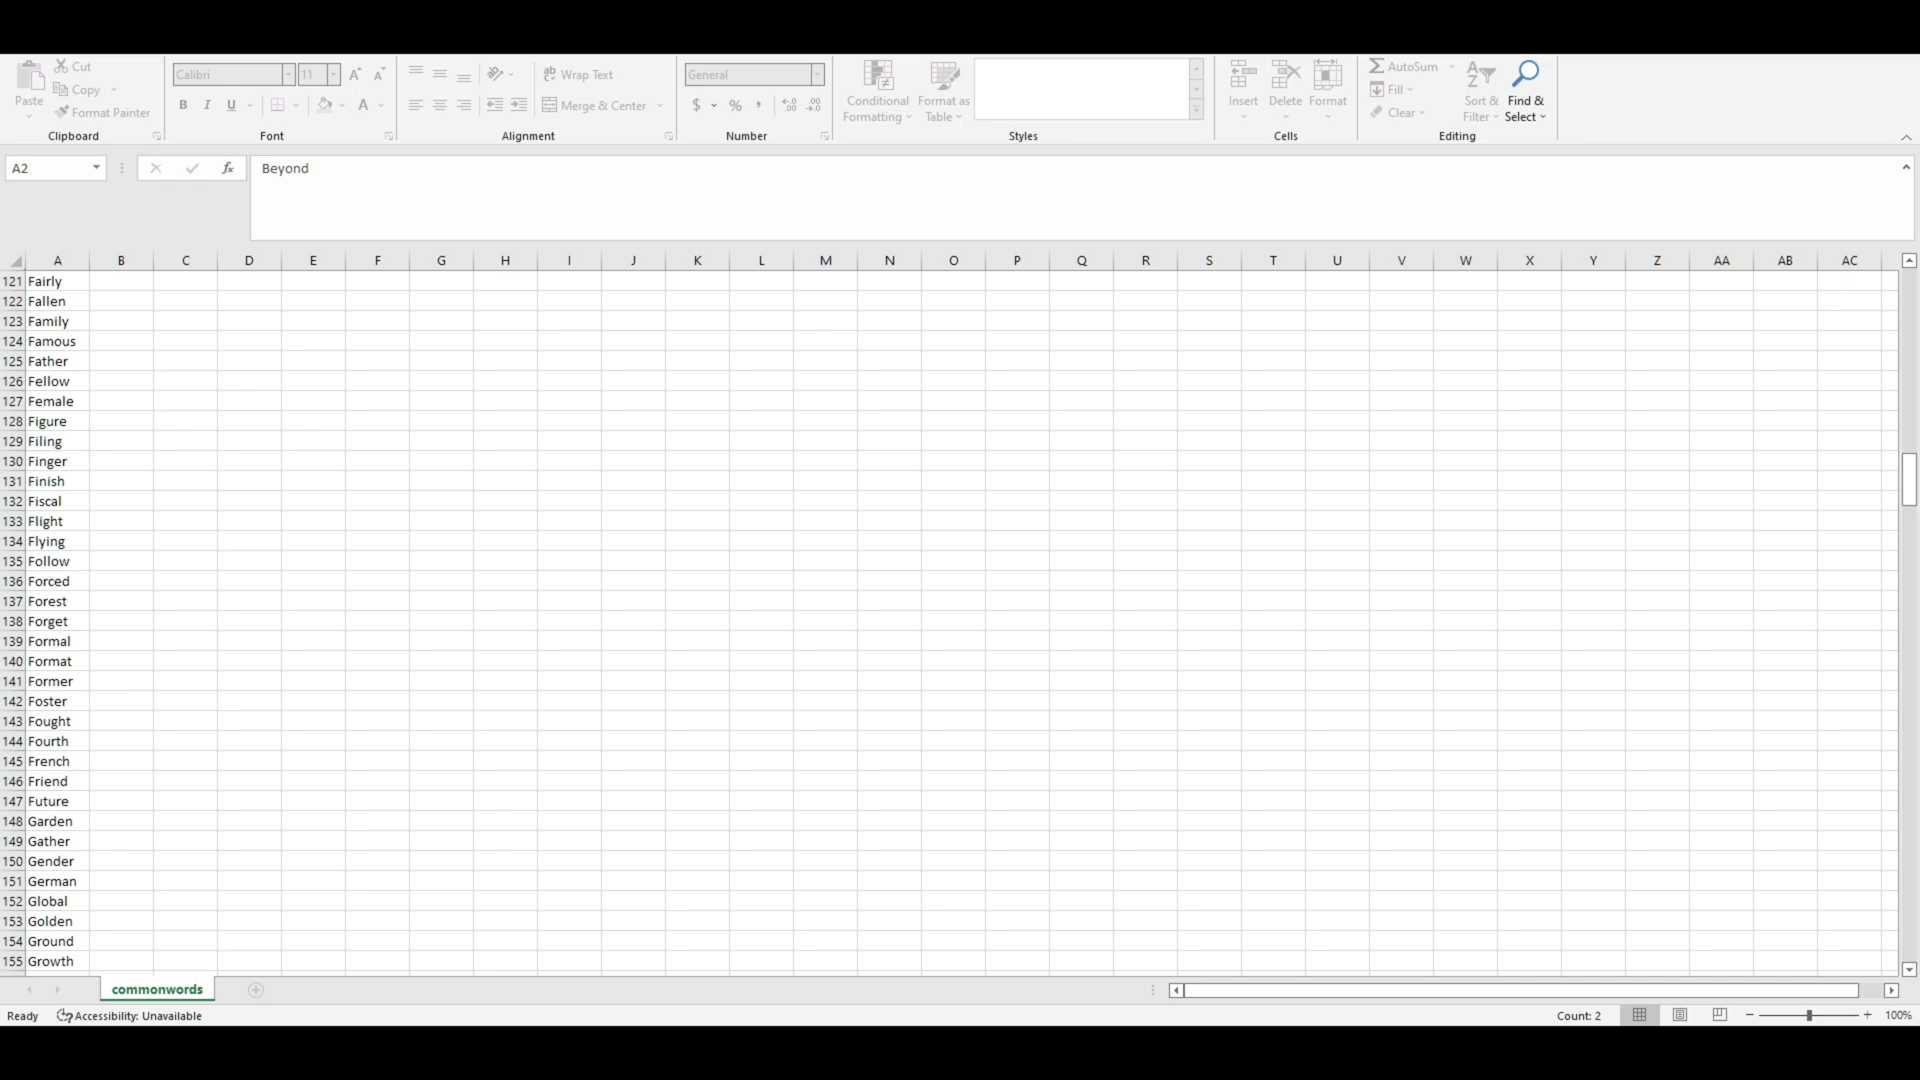 Cut
Copy
Format Painter
Paste
Clipboard
Calibri
11
A A
B I U A
Font
Wrap Text
Merge & Center
Alignment
General
$ % ,
Number
Conditional Formatting
Format as Table
Styles
Insert
Delete
Format
Cells
AutoSum
Fill
Clear
Sort & Filter
Find & Select
Editing
A2
fx
Beyond
A B C D E F G H I J K L M N O P Q R S T U V W X Y Z AA AB AC
121 Fairly
122 Fallen
123 Family
124 Famous
125 Father
126 Fellow
127 Female
128 Figure
129 Filing
130 Finger
131 Finish
132 Fiscal
133 Flight
134 Flying
135 Follow
136 Forced
137 Forest
138 Forget
139 Formal
140 Format
141 Former
142 Foster
143 Fought
144 Fourth
145 French
146 Friend
147 Future
148 Garden
149 Gather
150 Gender
151 German
152 Global
153 Golden
154 Ground
155 Growth
commonwords
Ready
Accessibility: Unavailable
Count: 2
100%